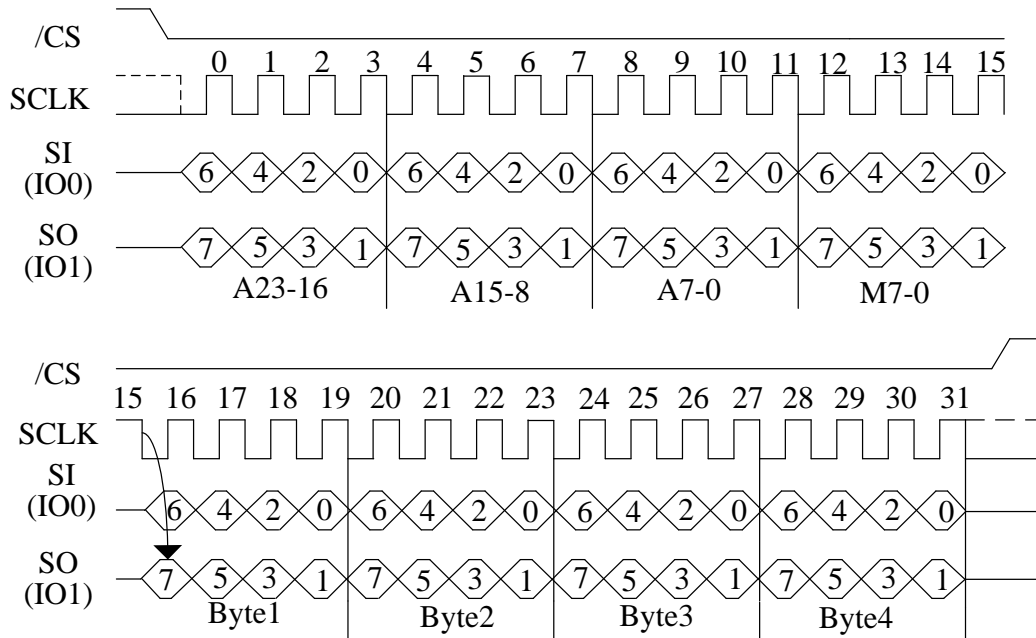 /CS
0 1 2 3 4 5 6 7 8 9 10 11 12 13 14 15
SCLK
SI
(IO0)
6 4 2 0 6 4 2 0 6 4 2 0 6 4 2 0
SO
(IO1)
7 5 3 1 7 5 3 1 7 5 3 1 7 5 3 1
A23-16 A15-8 A7-0 M7-0
/CS
15 16 17 18 19 20 21 22 23 24 25 26 27 28 29 30 31
SCLK
SI
(IO0)
6 4 2 0 6 4 2 0 6 4 2 0 6 4 2 0
SO
(IO1)
7 5 3 1 7 5 3 1 7 5 3 1 7 5 3 1
Byte1 Byte2 Byte3 Byte4